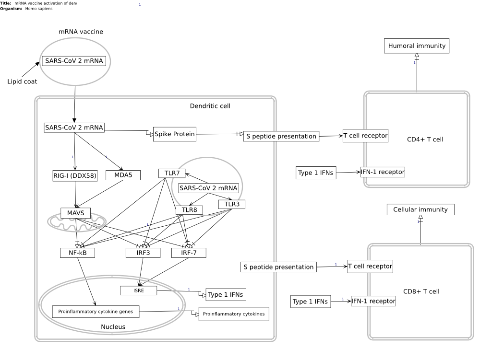 Title: mRNA vaccine activation of den
Organism: Homo sapiens
mRNA vaccine
SARS-CoV 2 mRNA
Lipid coat
Humoral immunity
Dendritic cell
SARS-CoV 2 mRNA
Spike Protein
S peptide presentation
T cell receptor
CD4+ T cell
RIG-I (DDX58)
MDA5
TLR7
SARS-CoV 2 mRNA
Type 1 IFNs
IFN-1 receptor
MAVS
TLR8
TLR3
Cellular immunity
NF-kB
IRF3
IRF-7
S peptide presentation
T cell receptor
ISRE
Type 1 IFNs
Type 1 IFNs
IFN-1 receptor
CD8+ T cell
Proinflammatory cytokine genes
Proinflammatory cytokines
Nucleus